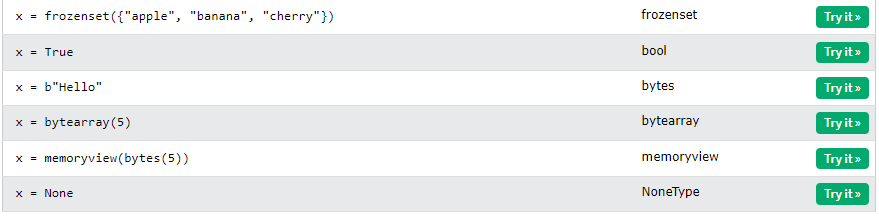 x = frozenset({"apple", "banana", "cherry"}) frozenset Try it »
x = True bool Try it »
x = b"Hello" bytes Try it »
x = bytearray(5) bytearray Try it »
x = memoryview(bytes(5)) memoryview Try it »
x = None NoneType Try it »